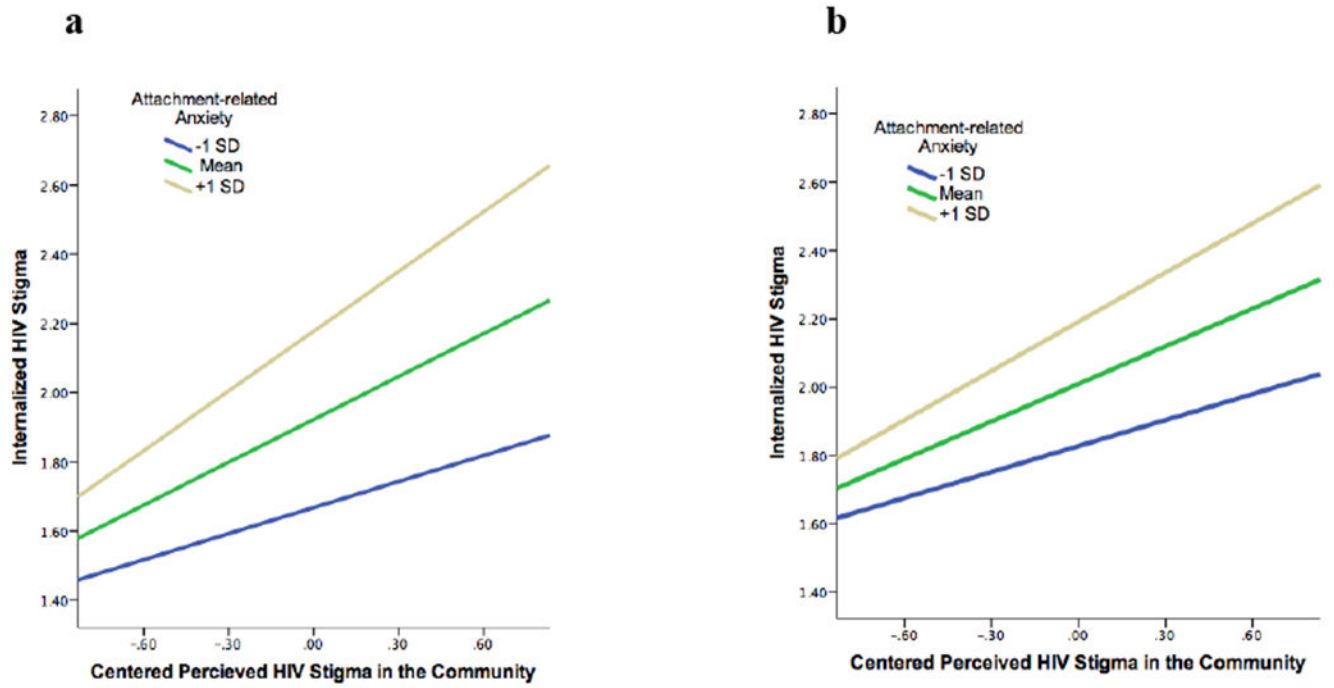 a
Attachment-related
Anxiety
-1 SD
Mean
+1 SD
2.80
2.60
2.40
2.20
2.00
1.80
1.60
1.40
Internalized HIV Stigma
-.60
-.30
.00
.30
.60
Centered Percieved HIV Stigma in the Community
b
Attachment-related
Anxiety
-1 SD
Mean
+1 SD
2.80
2.60
2.40
2.20
2.00
1.80
1.60
1.40
Internalized HIV Stigma
-.60
-.30
.00
.30
.60
Centered Perceived HIV Stigma in the Community